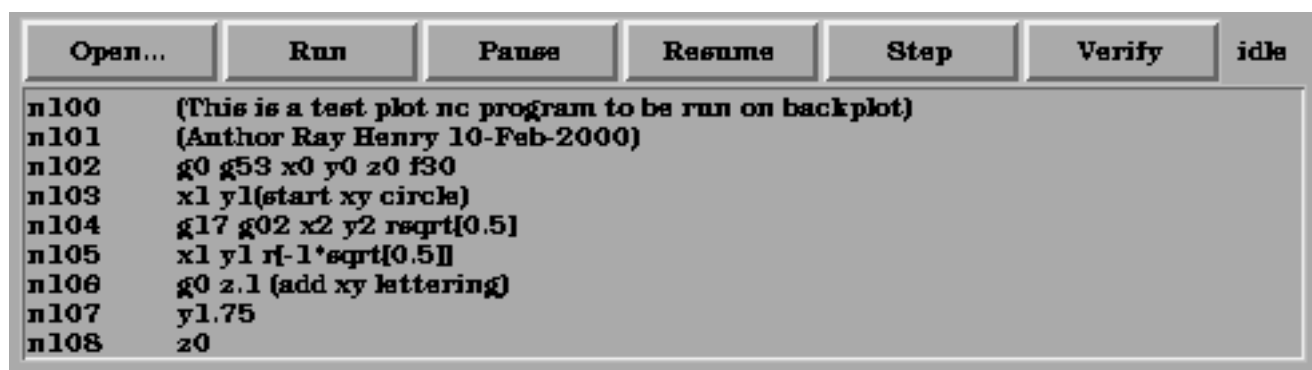 Open... Run Pause Resume Step Verify idle
n100 (This is a test plot nc program to be run on backplot)
n101 (Author Ray Henry 10-Feb-2000)
n102 g0 g53 x0 y0 z0 f30
n103 x1 y1(start xy circle)
n104 g17 g02 x2 y2 rsqrt[0.5]
n105 x1 y1 r[-1*sqrt[0.5]]
n106 g0 z.1 (add xy lettering)
n107 y1.75
n108 z0